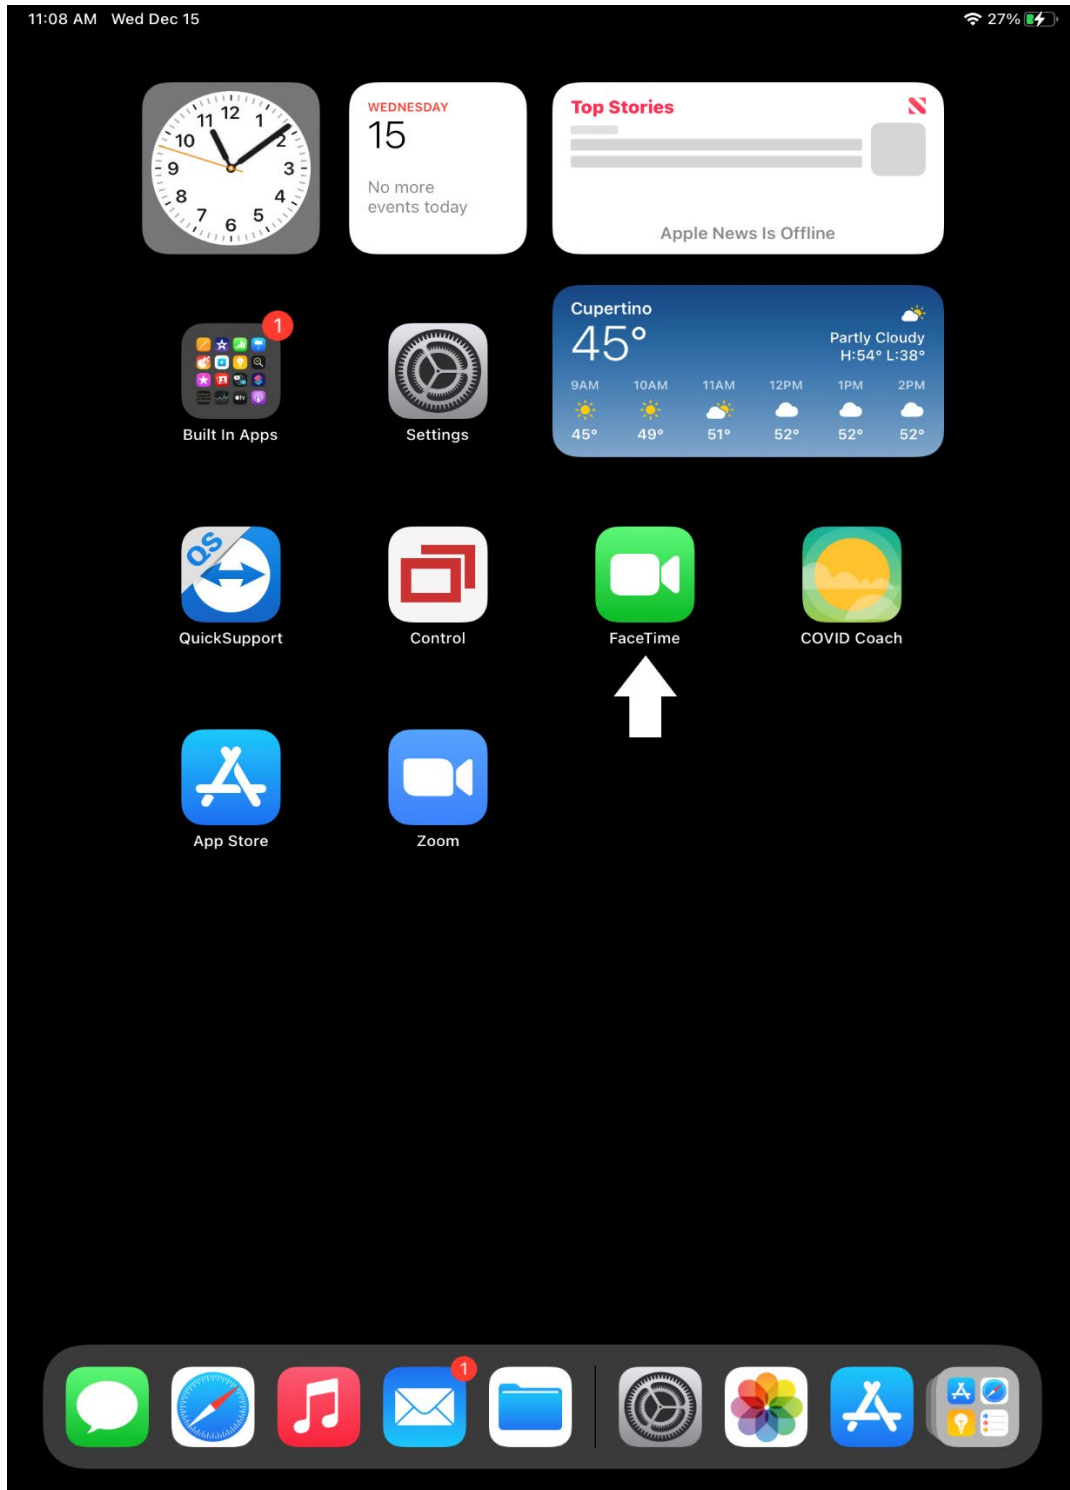 11:08 AM Wed Dec 15
27%
12
1
2
3
4
5
6
7
8
9
10
11
WEDNESDAY
15
No more
events today
Top Stories
Apple News Is Offline
1
Built In Apps
Settings
Cupertino
45°
Partly Cloudy
H:54° L:38°
9AM 10AM 11AM 12PM 1PM 2PM
45° 49° 51° 52° 52° 52°
QS
QuickSupport
Control
FaceTime
COVID Coach
App Store
Zoom
1